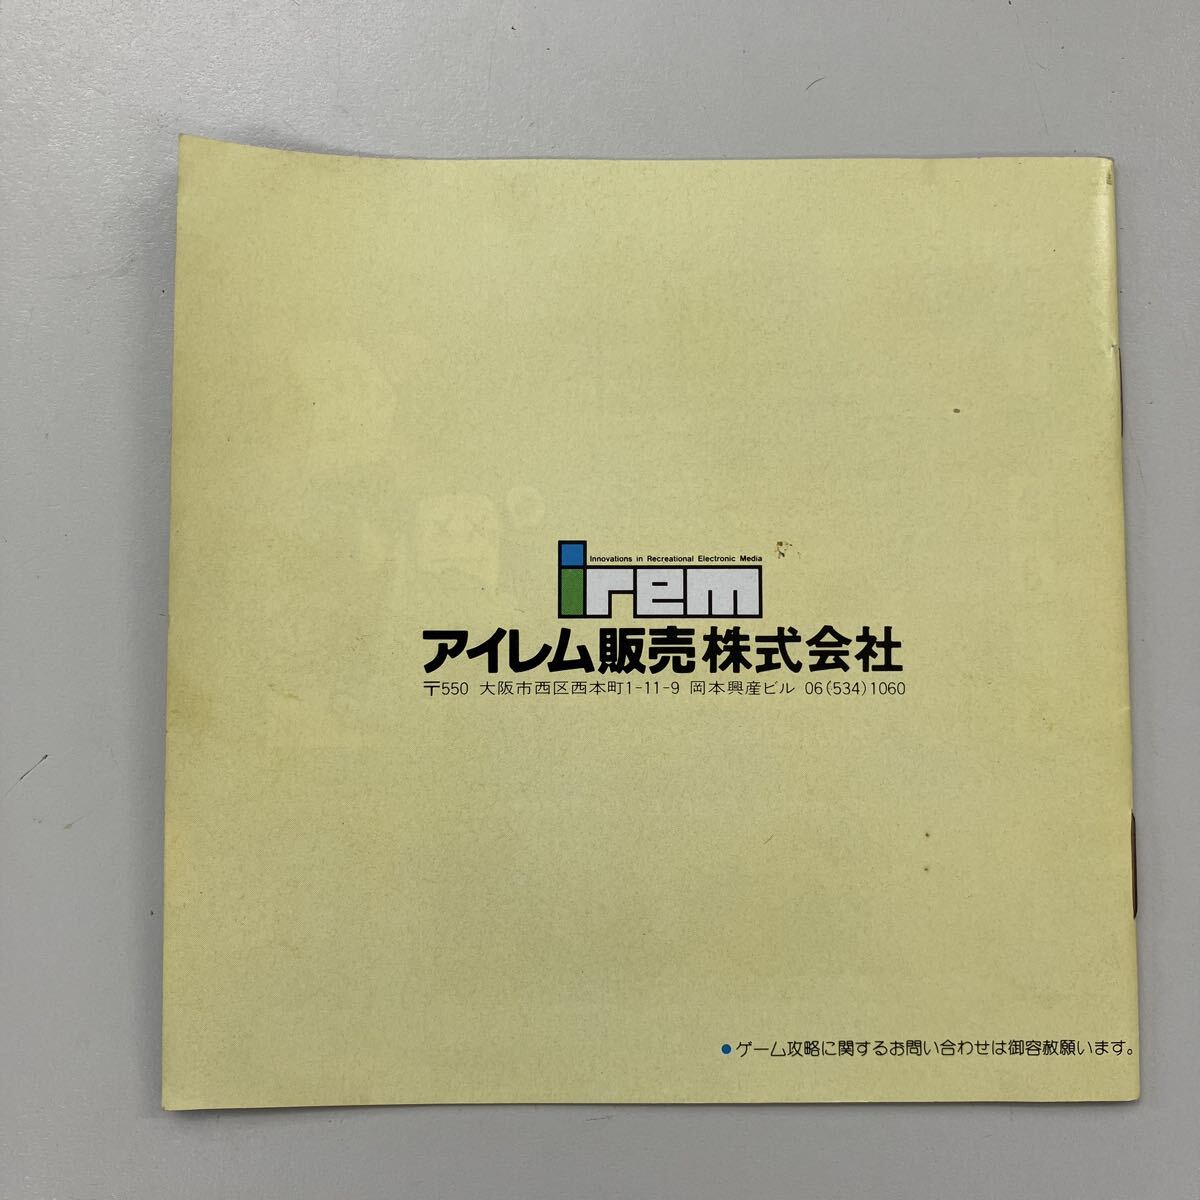 Innovations in Recreational Electronic Media
irem
アイレム販売株式会社
〒550 大阪市西区西本町1-11-9 岡本興産ビル 06(534)1060
●ゲーム攻略に関するお問い合わせは御容赦願います。